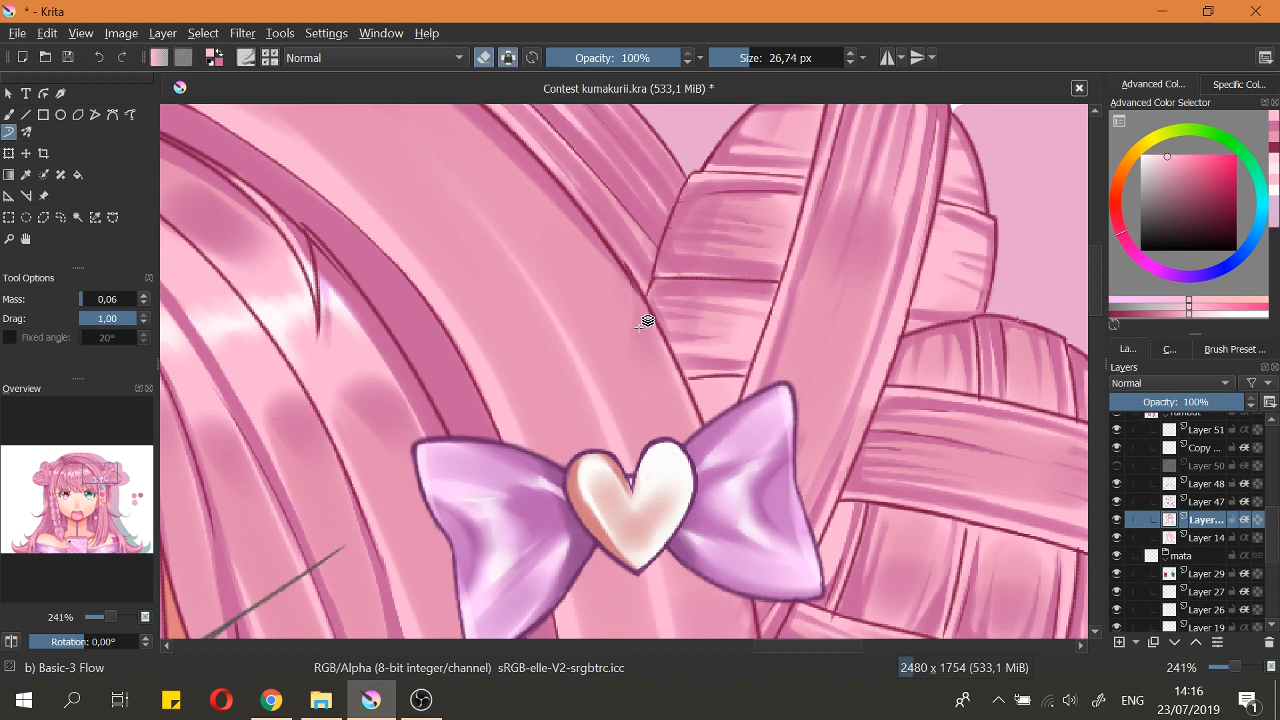 * - Krita
File Edit View Image Layer Select Filter Tools Settings Window Help
Normal Opacity: 100% Size: 26,74 px
Contest kumakurii.kra (533,1 MiB) *
Advanced Col... Specific Col...
Advanced Color Selector
Tool Options
Mass: 0,06
Drag: 1,00
Fixed angle: 20°
Overview
241%
Rotation: 0,00°
La... C... Brush Preset ...
Layers
Normal
Opacity: 100%
Layer 51
Copy ...
Layer 50
Layer 48
Layer 47
Layer...
Layer 14
mata
Layer 29
Layer 27
Layer 26
Layer 19
b) Basic-3 Flow RGB/Alpha (8-bit integer/channel) sRGB-elle-V2-srgbtrc.icc 2480 x 1754 (533,1 MiB) 241%
ENG 14:16
23/07/2019
1